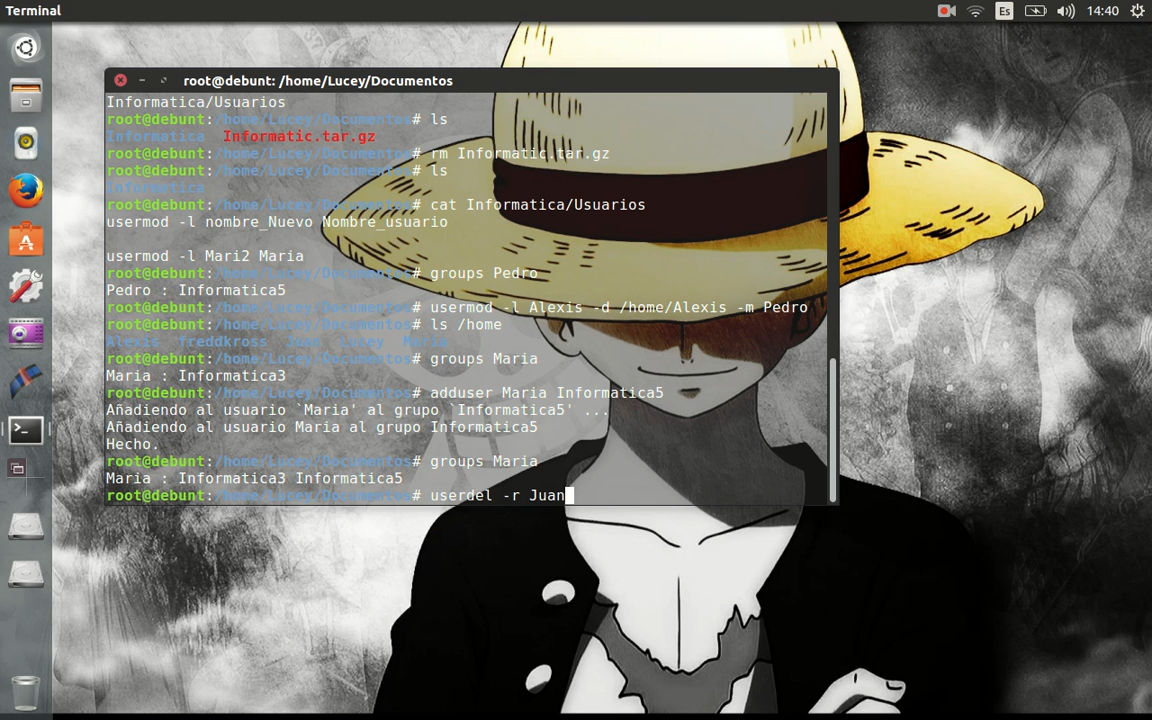 Terminal
Es
14:40
root@debunt: /home/Lucey/Documentos
Informatica/Usuarios
root@debunt:/home/Lucey/Documentos# ls
Informatica Informatic.tar.gz
root@debunt:/home/Lucey/Documentos# rm Informatic.tar.gz
root@debunt:/home/Lucey/Documentos# ls
Informatica
root@debunt:/home/Lucey/Documentos# cat Informatica/Usuarios
usermod -l nombre_Nuevo Nombre_usuario
usermod -l Mari2 Maria
root@debunt:/home/Lucey/Documentos# groups Pedro
Pedro : Informatica5
root@debunt:/home/Lucey/Documentos# usermod -l Alexis -d /home/Alexis -m Pedro
root@debunt:/home/Lucey/Documentos# ls /home
Alexis freddkross Juan Lucey Maria
root@debunt:/home/Lucey/Documentos# groups Maria
Maria : Informatica3
root@debunt:/home/Lucey/Documentos# adduser Maria Informatica5
Añadiendo al usuario `Maria' al grupo `Informatica5' ...
Añadiendo al usuario Maria al grupo Informatica5
Hecho.
root@debunt:/home/Lucey/Documentos# groups Maria
Maria : Informatica3 Informatica5
root@debunt:/home/Lucey/Documentos# userdel -r Juan